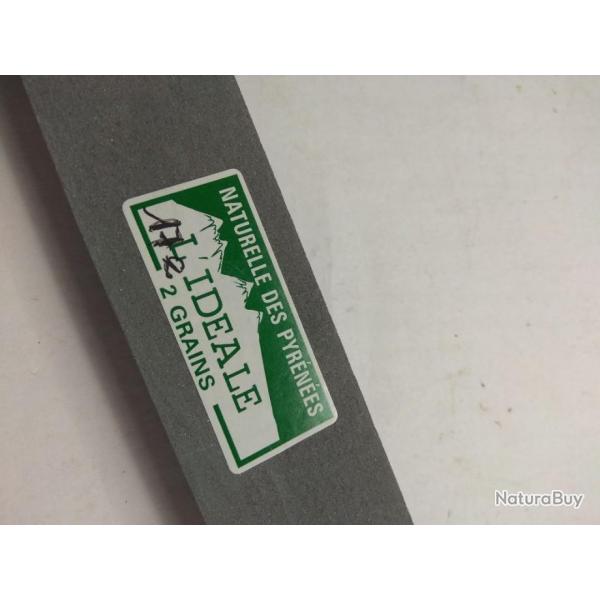 NATURELLE DES PYRÉNÉES
L'IDEALE
2 GRAINS
NaturaBuy